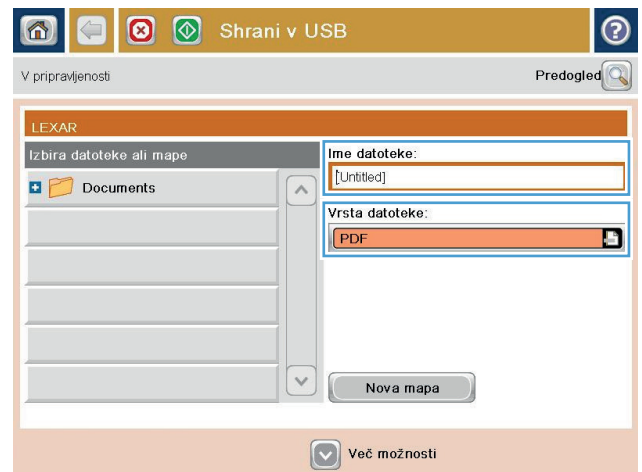 Shrani v USB
V pripravljenosti
Predogled
LEXAR
Izbira datoteke ali mape
Ime datoteke:
[Untitled]
Documents
Vrsta datoteke:
PDF
Nova mapa
Več možnosti